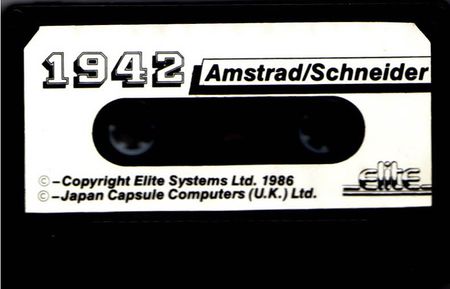 1942
Amstrad/Schneider
©-Copyright Elite Systems Ltd. 1986
©-Japan Capsule Computers (U.K.) Ltd.
elite